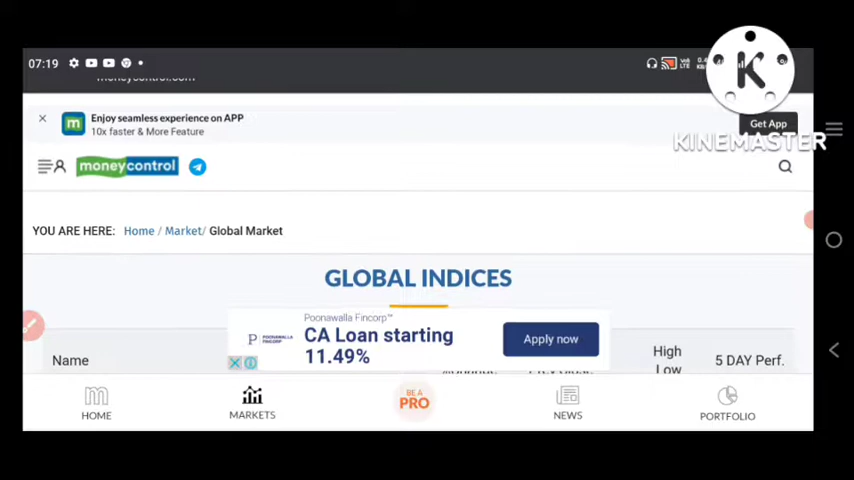 07:19
moneycontrol.com
Enjoy seamless experience on APP
10x faster & More Feature
Get App
K
KINEMASTER
moneycontrol
YOU ARE HERE: Home / Market/ Global Market
GLOBAL INDICES
Poonawalla Fincorp™
P POONAWALLA FINCORP
CA Loan starting
11.49%
Apply now
Name
High
Low
5 DAY Perf.
HOME
MARKETS
BE A
PRO
NEWS
PORTFOLIO